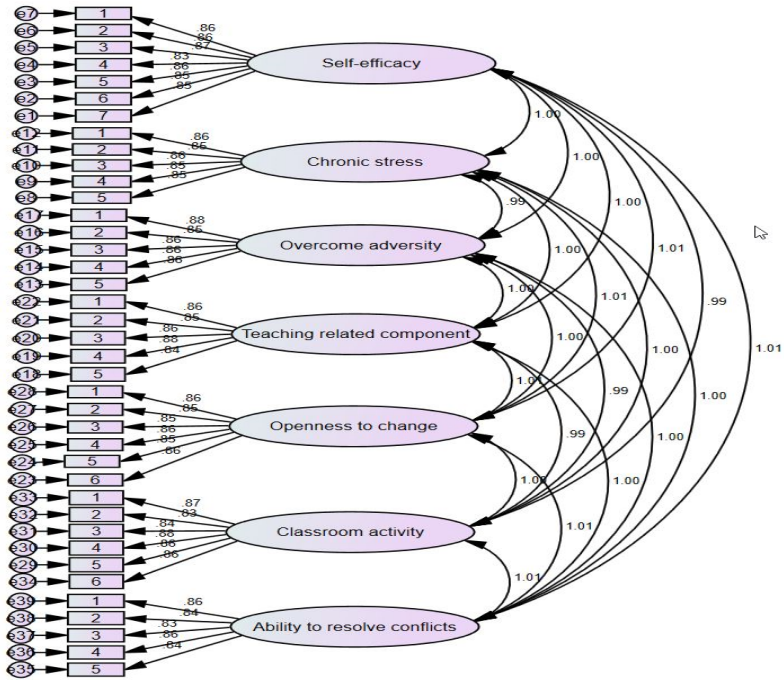 e7 1 .86
e6 2 .86
e5 3 .87
e4 4 .83
e3 5 .86
e2 6 .85
e1 7 .85
Self-efficacy
e12 1 .86
e11 2 .85
e10 3 .86
e9 4 .85
e8 5 .85
Chronic stress
e17 1 .88
e16 2 .85
e15 3 .86
e14 4 .86
e13 5 .86
Overcome adversity
e22 1 .86
e21 2 .85
e20 3 .86
e19 4 .88
e18 5 .84
Teaching related component
e28 1 .86
e27 2 .85
e26 3 .85
e25 4 .86
e24 5 .85
e23 6 .86
Openness to change
e33 1 .87
e32 2 .83
e31 3 .84
e30 4 .88
e29 5 .86
e34 6 .86
Classroom activity
e39 1 .86
e38 2 .84
e37 3 .83
e36 4 .86
e35 5 .84
Ability to resolve conflicts
1.00
1.00
.99
1.00
1.00
1.01
1.00
1.01
.99
1.00
1.00
1.01
1.01
.99
1.00
.99
1.00
1.00
1.00
1.01
1.01